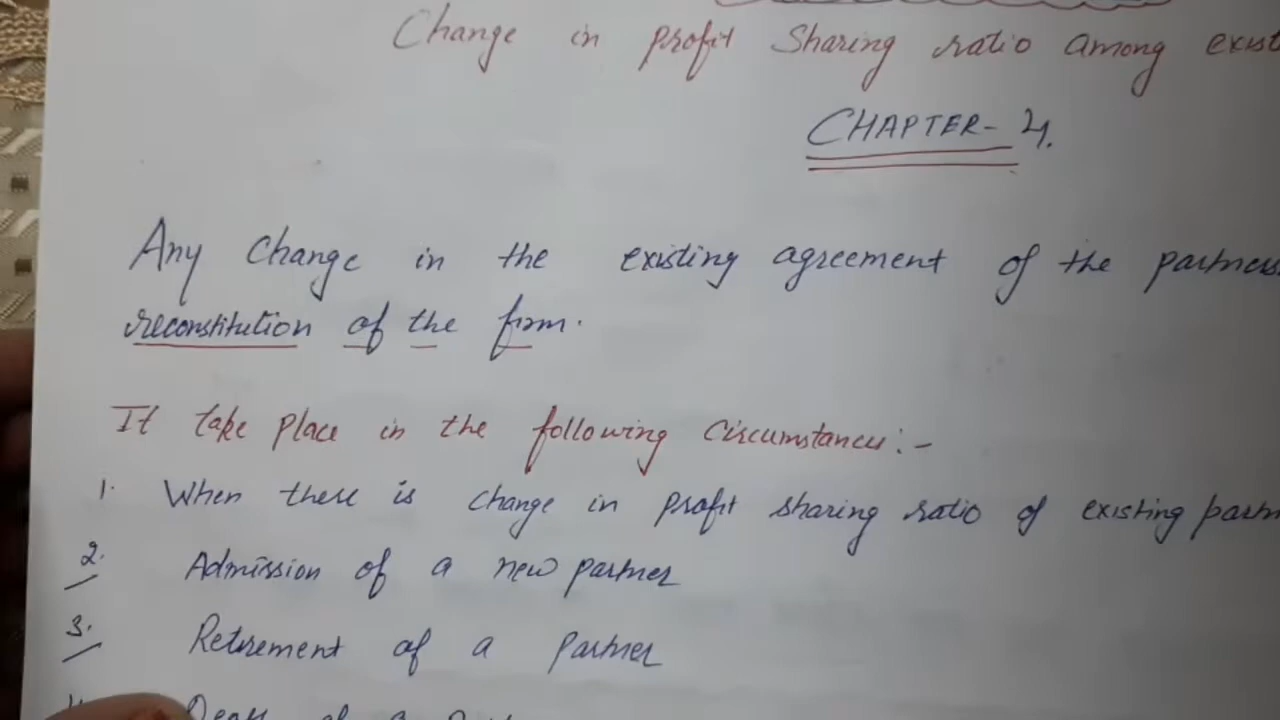 Change in profit Sharing ratio among exist
CHAPTER- 4.
Any Change in the existing agreement of the partners
reconstitution of the firm.
It take place in the following Circumstances:-
1. When there is change in profit sharing ratio of existing partn
2. Admission of a new partner
3. Retirement of a partner
of a